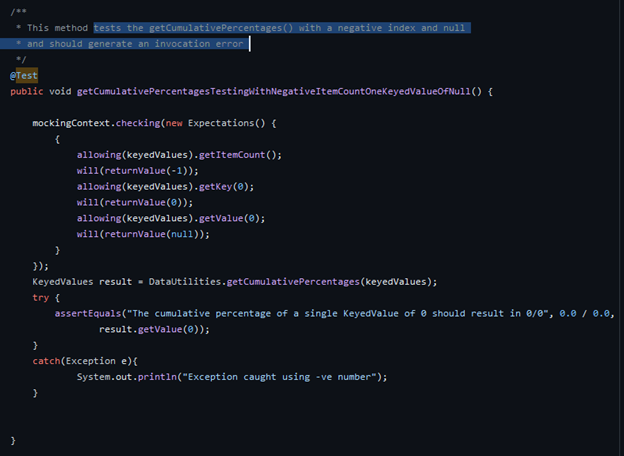 /**
 * This method tests the getCumulativePercentages() with a negative index and null
 * and should generate an invocation error
 */
@Test
public void getCumulativePercentagesTestingWithNegativeItemCountOneKeyedValueOfNull() {
    mockingContext.checking(new Expectations() {
        {
            allowing(keyedValues).getItemCount();
            will(returnValue(-1));
            allowing(keyedValues).getKey(0);
            will(returnValue(0));
            allowing(keyedValues).getValue(0);
            will(returnValue(null));
        }
    });
    KeyedValues result = DataUtilities.getCumulativePercentages(keyedValues);
    try {
        assertEquals("The cumulative percentage of a single KeyedValue of 0 should result in 0/0", 0.0 / 0.0,
                result.getValue(0));
    }
    catch(Exception e){
            System.out.println("Exception caught using -ve number");
    }
}